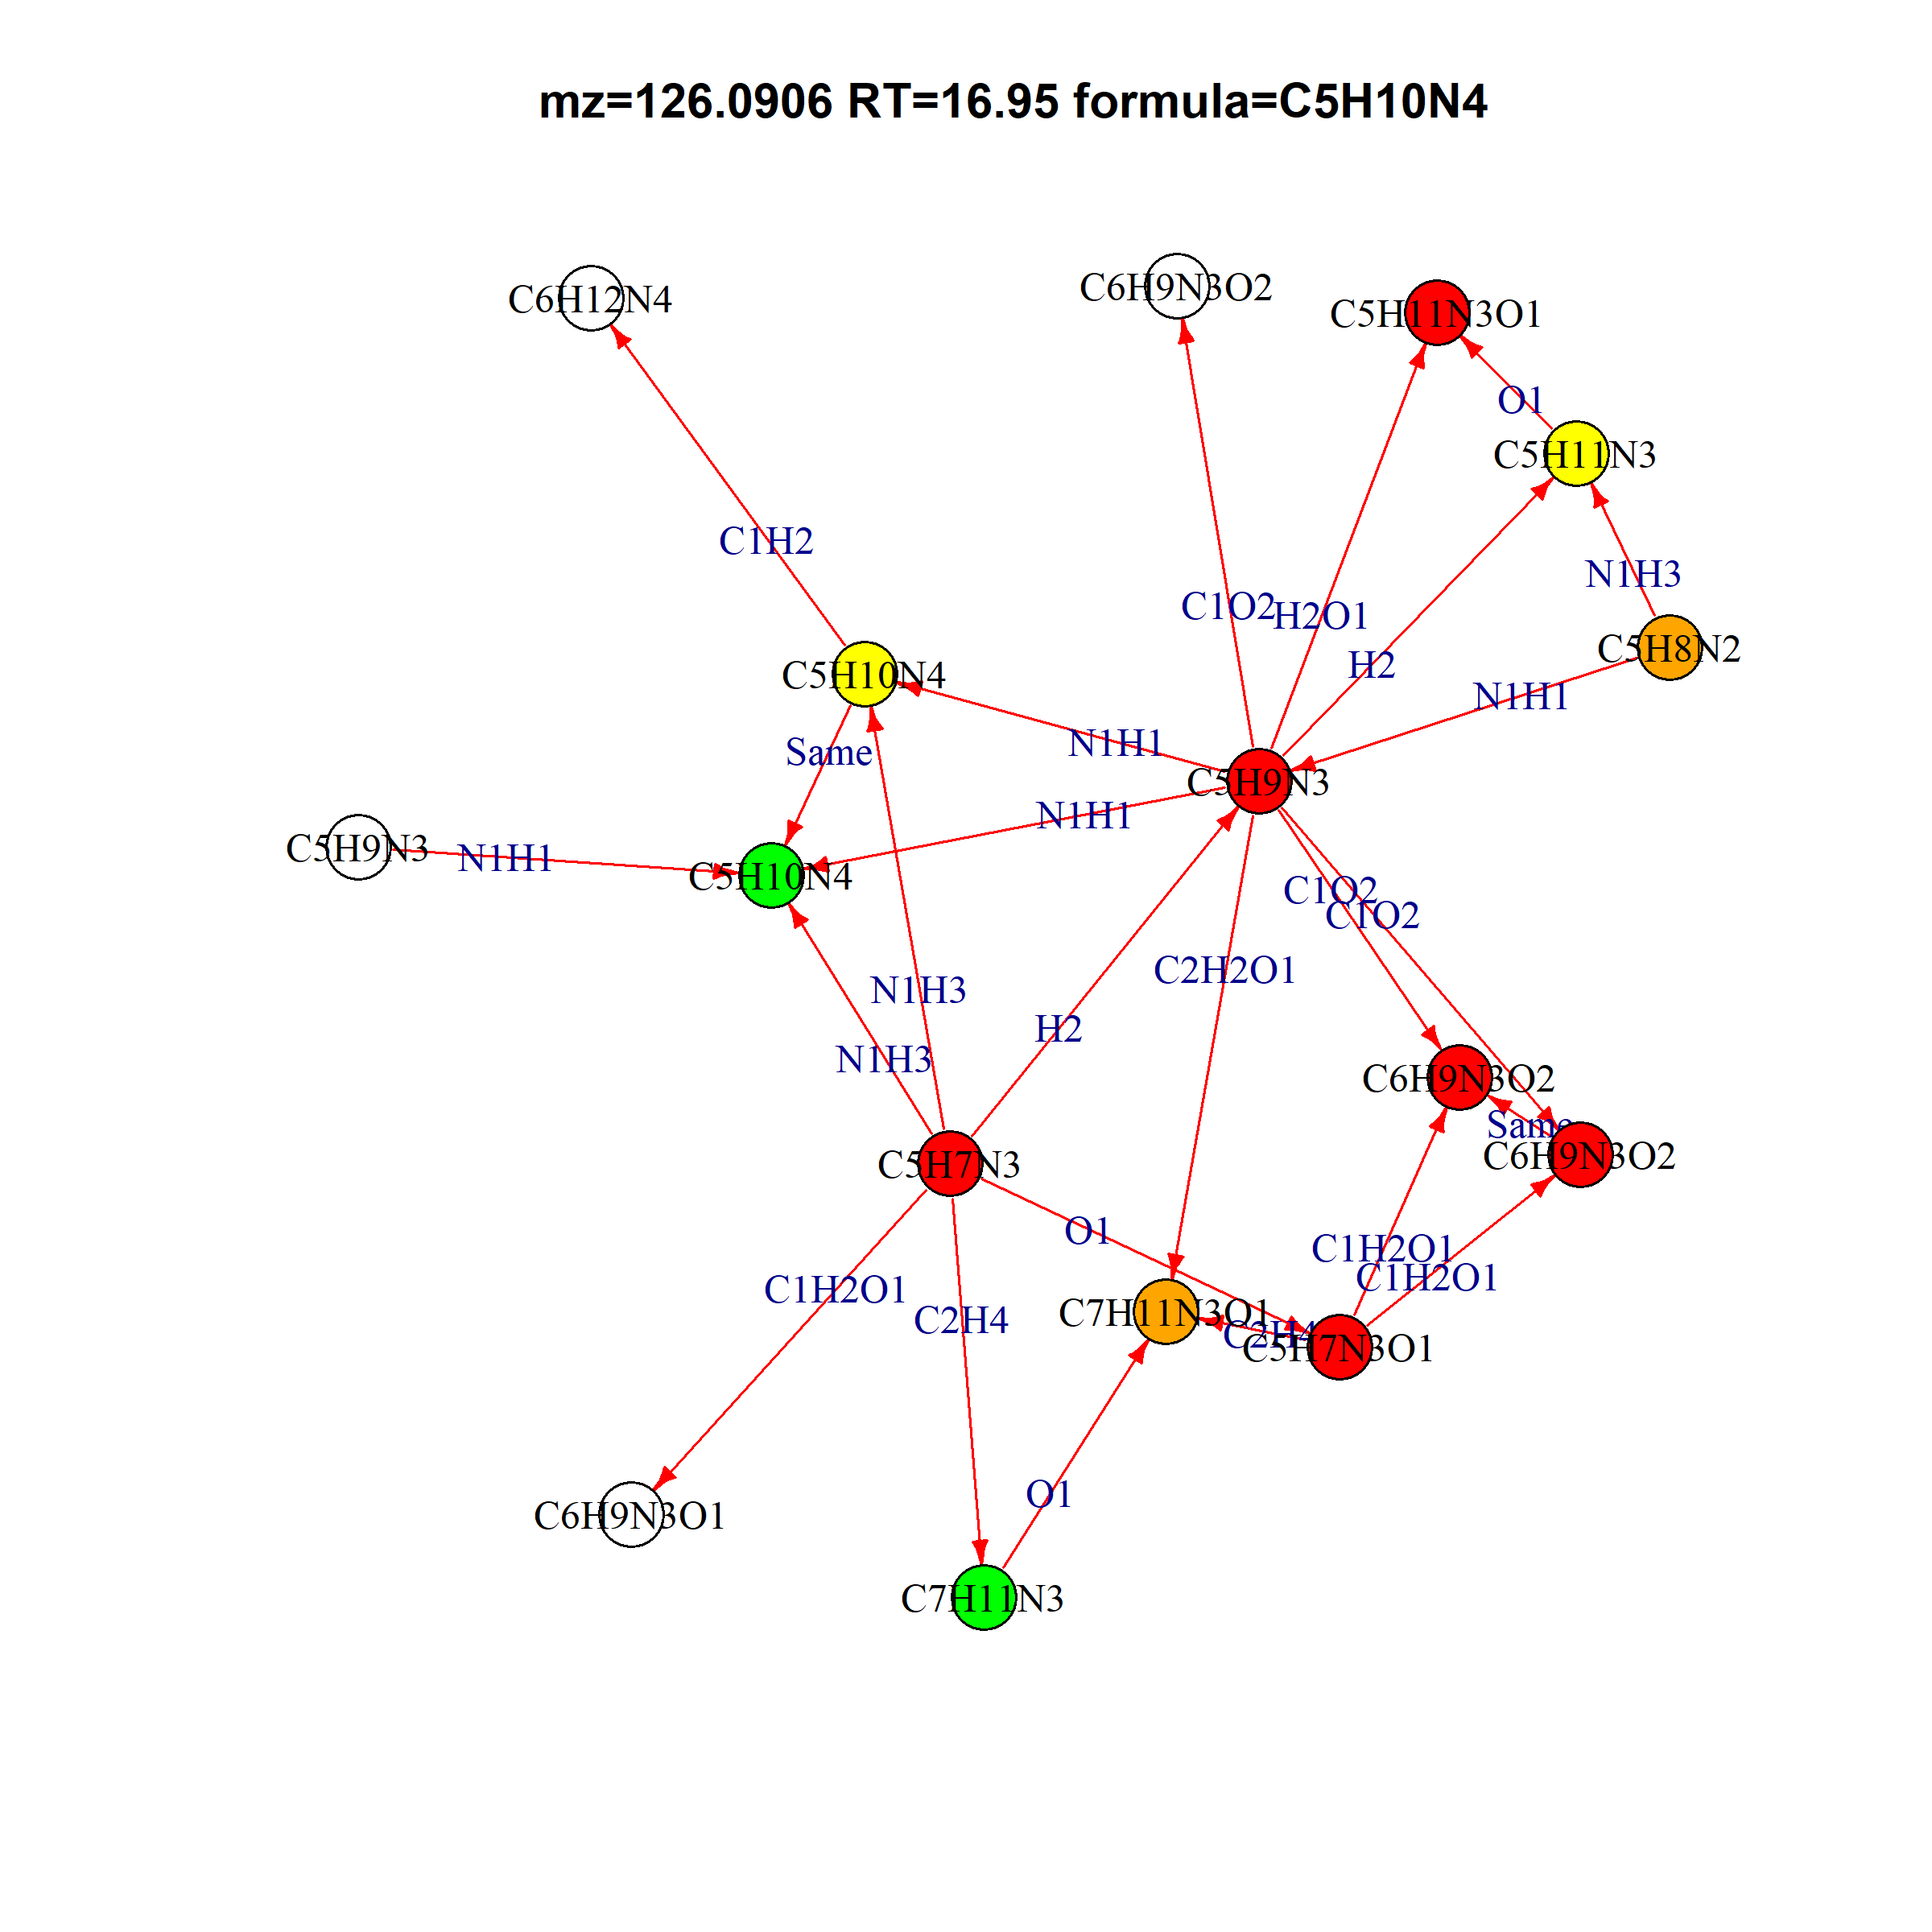 mz=126.0906 RT=16.95 formula=C5H10N4
C6H9N3O2
C6H12N4
C5H11N3O1
O1
C5H11N3
C1H2
N1H3
C1O2
H2O1
C5H8N2
H2
C5H10N4
N1H1
N1H1
Same
C5H9N3
N1H1
C5H9N3
N1H1
C5H10N4
C1O2
C1O2
C2H2O1
N1H3
H2
N1H3
C6H9N3O2
Same
C6H9N3O2
C5H7N3
O1
C1H2O1
C1H2O1
C1H2O1
C7H11N3O1
C2H4
C2H4
C5H7N3O1
O1
C6H9N3O1
C7H11N3